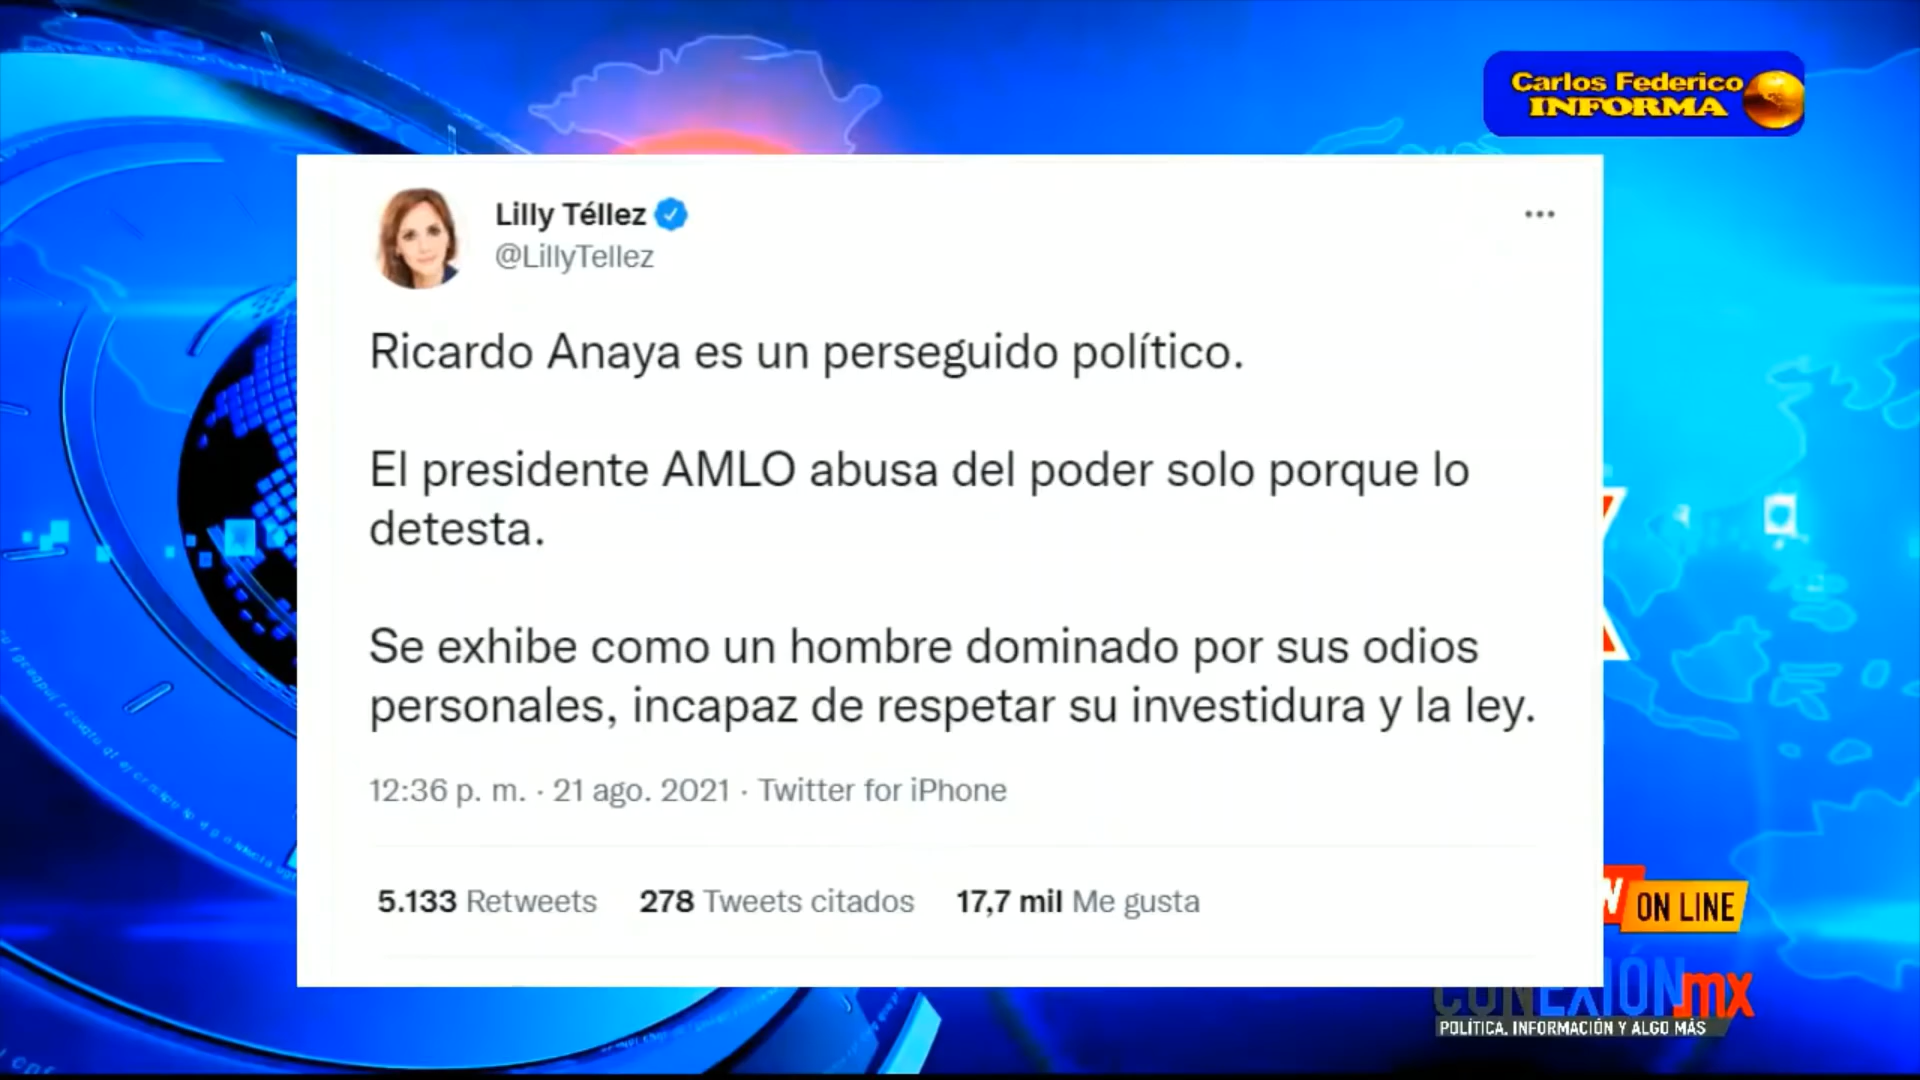 Carlos Federico
INFORMA
Lilly Téllez
@LillyTellez
Ricardo Anaya es un perseguido político.
El presidente AMLO abusa del poder solo porque lo
detesta.
Se exhibe como un hombre dominado por sus odios
personales, incapaz de respetar su investidura y la ley.
12:36 p. m. · 21 ago. 2021 · Twitter for iPhone
5.133 Retweets 278 Tweets citados 17,7 mil Me gusta
ON LINE
CONEXIÓNmx
POLÍTICA, INFORMACIÓN Y ALGO MÁS